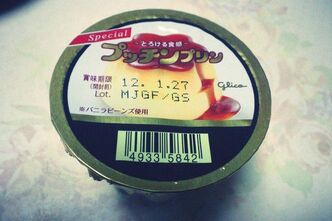 Special
とろける食感
プッチンプリン
賞味期限
(開封前)
12. 1.27
Lot. MJGF/GS
glico
※バニラビーンズ使用
4933 5842